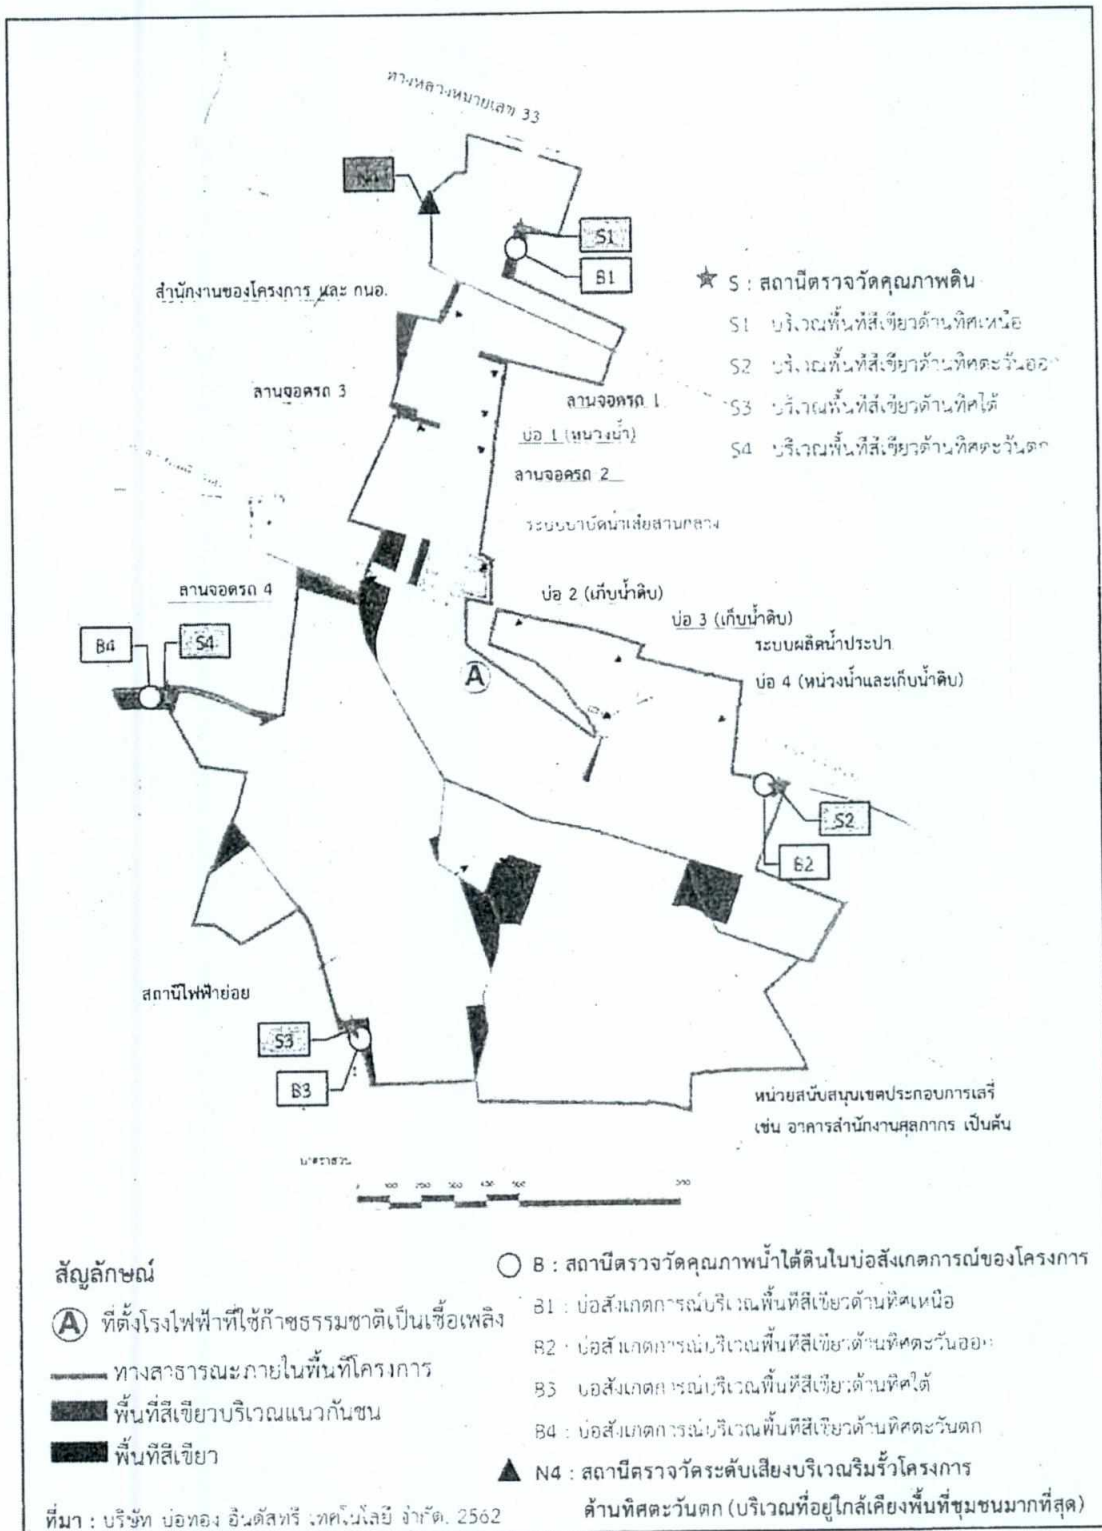 ทางหลวงหมายเลข 33
N4
S1
B1
สำนักงานของโครงการ และ กนอ.
S : สถานีตรวจวัดคุณภาพดิน
S1 บริเวณพื้นที่สีเขียวด้านทิศเหนือ
S2 บริเวณพื้นที่สีเขียวด้านทิศตะวันออก
S3 บริเวณพื้นที่สีเขียวด้านทิศใต้
S4 บริเวณพื้นที่สีเขียวด้านทิศตะวันตก
ลานจอดรถ 3
ลานจอดรถ 1
บ่อ 1 (หน่วงน้ำ)
ลานจอดรถ 2
ระบบบำบัดน้ำเสียส่วนกลาง
ลานจอดรถ 4
บ่อ 2 (เก็บน้ำดิบ)
บ่อ 3 (เก็บน้ำดิบ)
ระบบผลิตน้ำประปา
บ่อ 4 (หน่วงน้ำและเก็บน้ำดิบ)
B4
S4
A
S2
B2
สถานีไฟฟ้าย่อย
S3
B3
หน่วยสนับสนุนเขตประกอบการเสรี
เช่น อาคารสำนักงานศุลกากร เป็นต้น
มาตราส่วน
0 100 200 300 400 500
สัญลักษณ์
A ที่ตั้งโรงไฟฟ้าที่ใช้ก๊าซธรรมชาติเป็นเชื้อเพลิง
ทางสาธารณะภายในพื้นที่โครงการ
พื้นที่สีเขียวบริเวณแนวกันชน
พื้นที่สีเขียว
B : สถานีตรวจวัดคุณภาพน้ำใต้ดินในบ่อสังเกตการณ์ของโครงการ
B1 : บ่อสังเกตการณ์บริเวณพื้นที่สีเขียวด้านทิศเหนือ
B2 : บ่อสังเกตการณ์บริเวณพื้นที่สีเขียวด้านทิศตะวันออก
B3 บ่อสังเกตการณ์บริเวณพื้นที่สีเขียวด้านทิศใต้
B4 : บ่อสังเกตการณ์บริเวณพื้นที่สีเขียวด้านทิศตะวันตก
N4 : สถานีตรวจวัดระดับเสียงบริเวณริมรั้วโครงการ
ด้านทิศตะวันตก (บริเวณที่อยู่ใกล้เคียงพื้นที่ชุมชนมากที่สุด)
ที่มา : บริษัท บ่อทอง อินดัสทรี เทคโนโลยี จำกัด, 2562